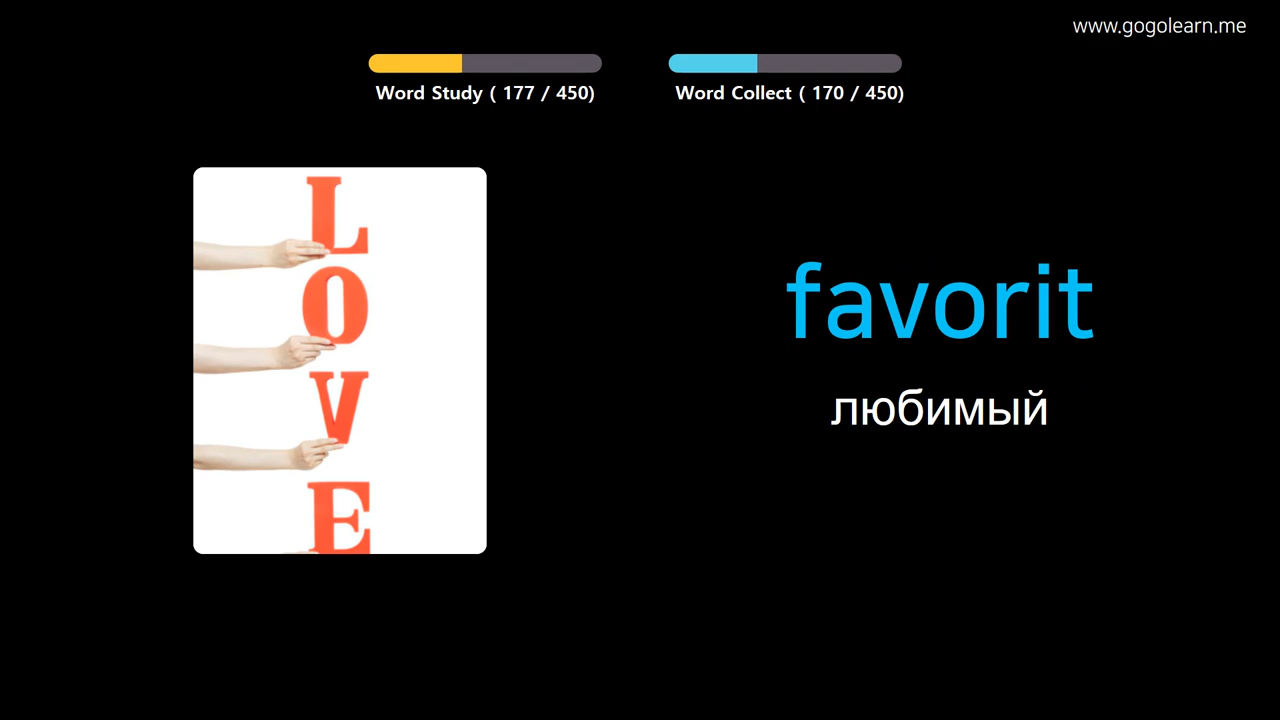 www.gogolearn.me
Word Study ( 177 / 450)
Word Collect ( 170 / 450)
L
O
V
E
favorit
любимый